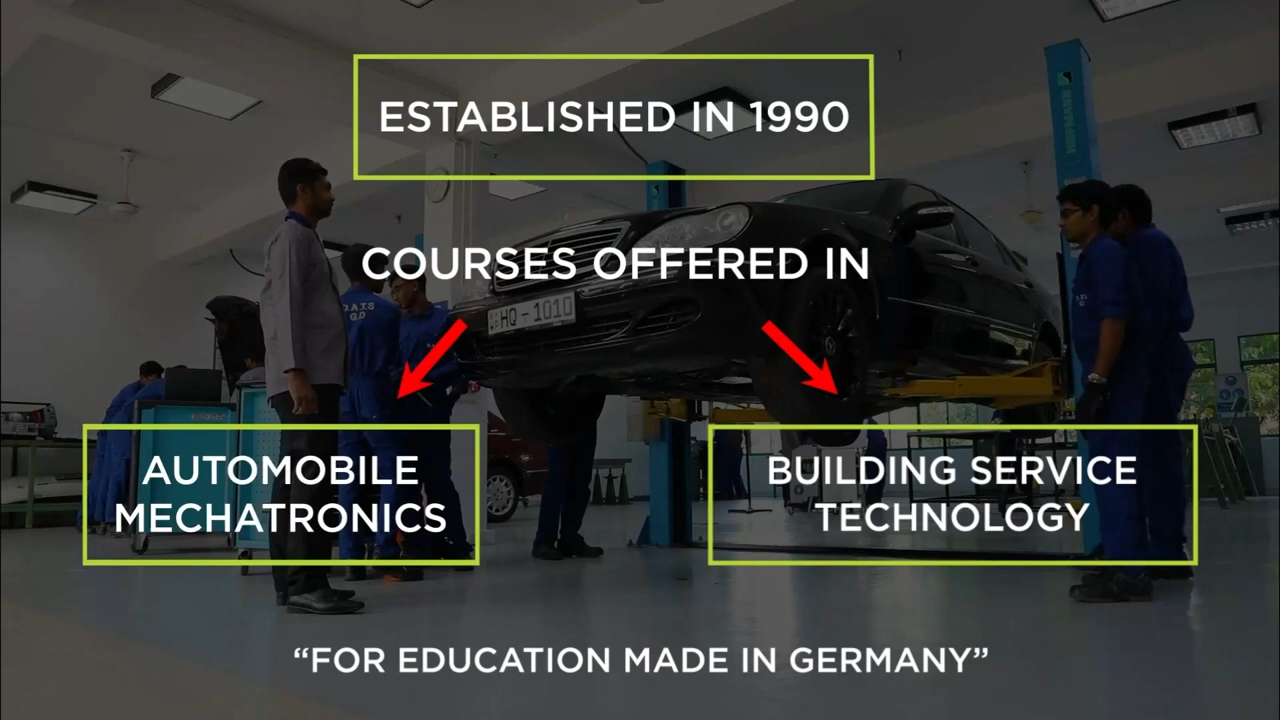 ESTABLISHED IN 1990
COURSES OFFERED IN
HQ - 1010
AUTOMOBILE
MECHATRONICS
BUILDING SERVICE
TECHNOLOGY
“FOR EDUCATION MADE IN GERMANY”